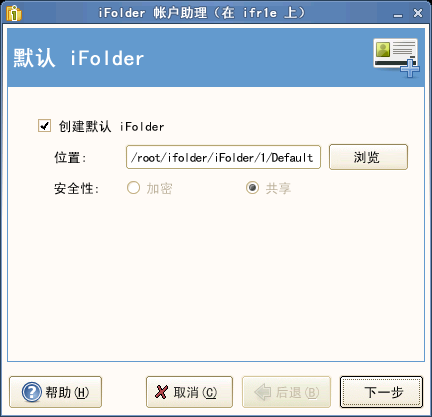 iFolder 帐户助理（在 ifr1e 上）
默认 iFolder
创建默认 iFolder
位置： /root/ifolder/iFolder/1/Default 浏览
安全性： 加密 共享
帮助(H) 取消(C) 后退(B) 下一步